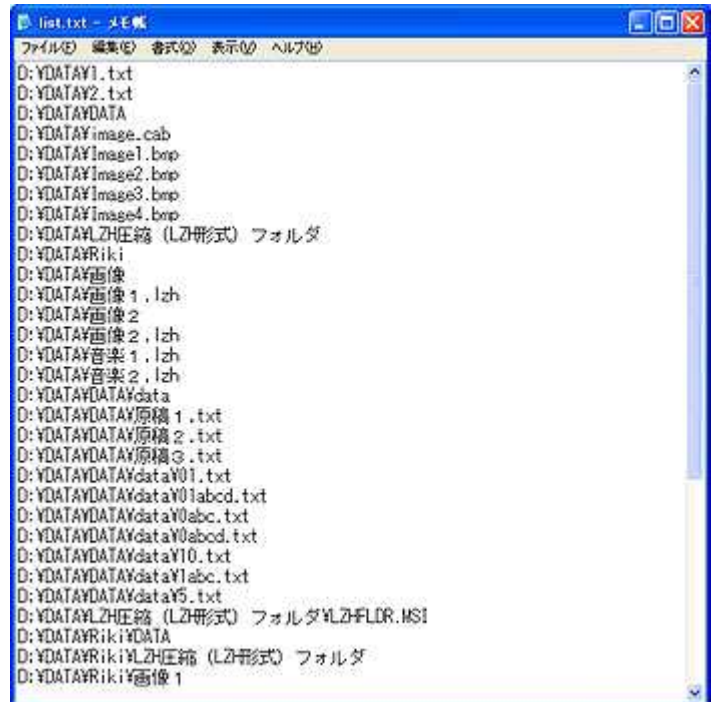 list.txt - メモ帳
ファイル(F) 編集(E) 書式(O) 表示(V) ヘルプ(H)
D:¥DATA¥1.txt
D:¥DATA¥2.txt
D:¥DATA¥DATA
D:¥DATA¥image.cab
D:¥DATA¥Image1.bmp
D:¥DATA¥Image2.bmp
D:¥DATA¥Image3.bmp
D:¥DATA¥Image4.bmp
D:¥DATA¥LZH圧縮 (LZH形式) フォルダ
D:¥DATA¥Riki
D:¥DATA¥画像
D:¥DATA¥画像１.lzh
D:¥DATA¥画像２
D:¥DATA¥画像２.lzh
D:¥DATA¥音楽１.lzh
D:¥DATA¥音楽２.lzh
D:¥DATA¥DATA¥data
D:¥DATA¥DATA¥原稿１.txt
D:¥DATA¥DATA¥原稿２.txt
D:¥DATA¥DATA¥原稿３.txt
D:¥DATA¥DATA¥data¥01.txt
D:¥DATA¥DATA¥data¥01abcd.txt
D:¥DATA¥DATA¥data¥0abc.txt
D:¥DATA¥DATA¥data¥0abcd.txt
D:¥DATA¥DATA¥data¥10.txt
D:¥DATA¥DATA¥data¥1abc.txt
D:¥DATA¥DATA¥data¥5.txt
D:¥DATA¥LZH圧縮 (LZH形式) フォルダ¥LZHFLDR.MSI
D:¥DATA¥Riki¥DATA
D:¥DATA¥Riki¥LZH圧縮 (LZH形式) フォルダ
D:¥DATA¥Riki¥画像１